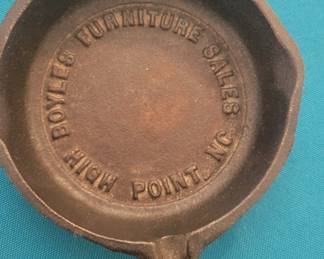 BOYLES FURNITURE SALES
HIGH POINT, NC